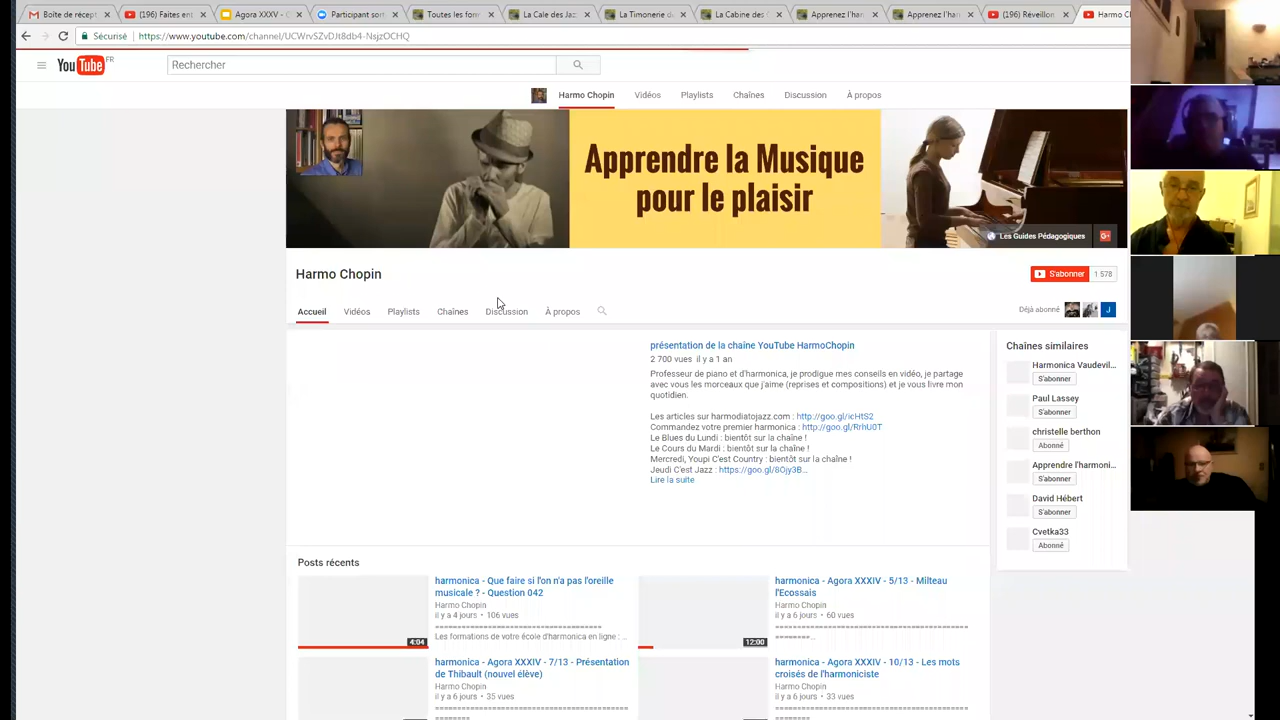 Boîte de récept
(196) Faites ent
Agora XXXV - C
Participantst
Toutes les form
La Cale des Jaz
La Timonerie d
La Cabine des
Apprenez l'har
Apprenez l'harr
(196) Réveillon
Harmo C
Sécurisé https://www.youtube.com/channel/UCWrvSZvDJt8db4-NsjzOCHQ
YouTube FR
Rechercher
Harmo Chopin Vidéos Playlists Chaînes Discussion À propos
Apprendre la Musique
pour le plaisir
Les Guides Pédagogiques
G+
Harmo Chopin
S'abonner 1 578
Accueil Vidéos Playlists Chaînes Discussion À propos
Déjà abonné
J
présentation de la chaîne YouTube HarmoChopin
2 700 vues il y a 1 an
Professeur de piano et d'harmonica, je prodigue mes conseils en vidéo, je partage
avec vous les morceaux que j'aime (reprises et compositions) et je vous livre mon
quotidien.
Les articles sur harmodiatojazz.com : http://goo.gl/icHtS2
Commandez votre premier harmonica : http://goo.gl/RrhU0T
Le Blues du Lundi : bientôt sur la chaîne !
Le Cours du Mardi : bientôt sur la chaîne !
Mercredi, Youpi C'est Country : bientôt sur la chaîne !
Jeudi C'est Jazz : https://goo.gl/8Ojy3B...
Lire la suite
Chaînes similaires
Harmonica Vaudevil...
S'abonner
Paul Lassey
S'abonner
christelle berthon
Abonné
Apprendre l'harmoni...
S'abonner
David Hébert
S'abonner
Cvetka33
Abonné
Posts récents
harmonica - Que faire si l'on n'a pas l'oreille
musicale ? - Question 042
Harmo Chopin
il y a 4 jours • 106 vues
=====================================
Les formations de votre école d'harmonica en ligne : ...
4:04
harmonica - Agora XXXIV - 5/13 - Milteau
l'Ecossais
Harmo Chopin
il y a 6 jours • 60 vues
============================================
========...
12:00
harmonica - Agora XXXIV - 7/13 - Présentation
de Thibault (nouvel élève)
Harmo Chopin
il y a 6 jours • 35 vues
============================================
========
harmonica - Agora XXXIV - 10/13 - Les mots
croisés de l'harmoniciste
Harmo Chopin
il y a 6 jours • 33 vues
============================================
========